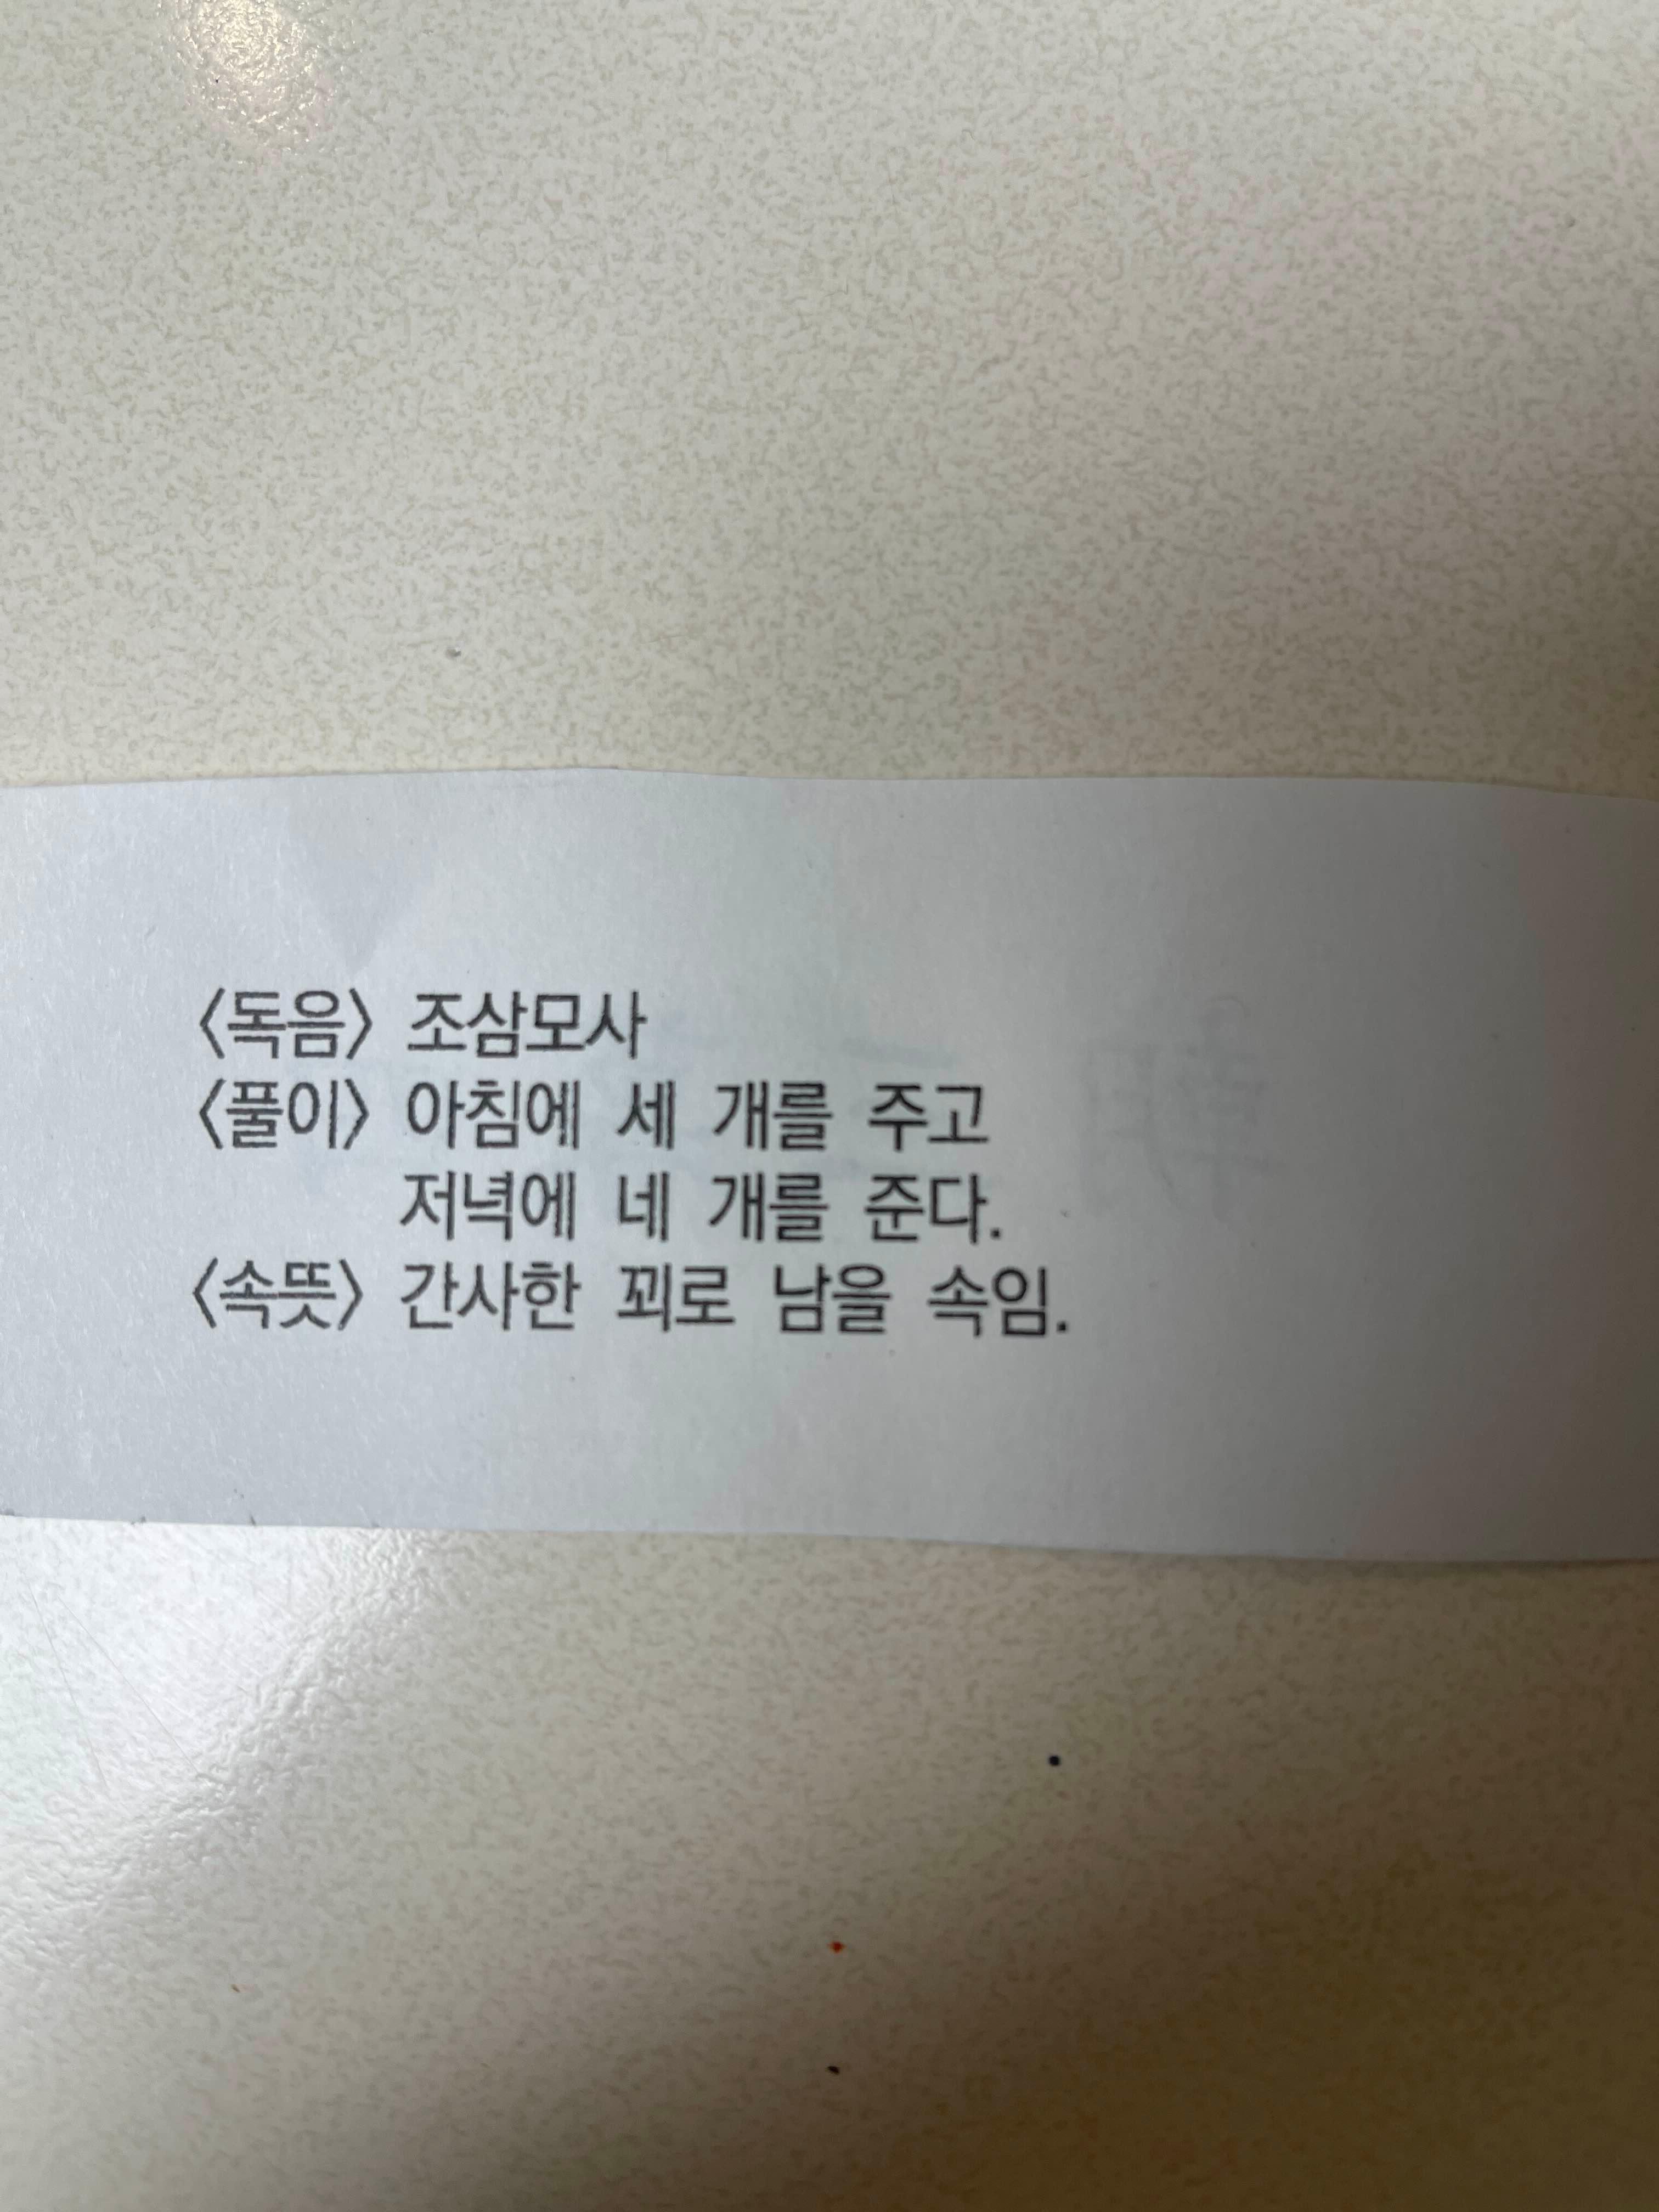 〈독음〉 조삼모사
〈풀이〉 아침에 세 개를 주고
저녁에 네 개를 준다.
〈속뜻〉 간사한 꾀로 남을 속임.